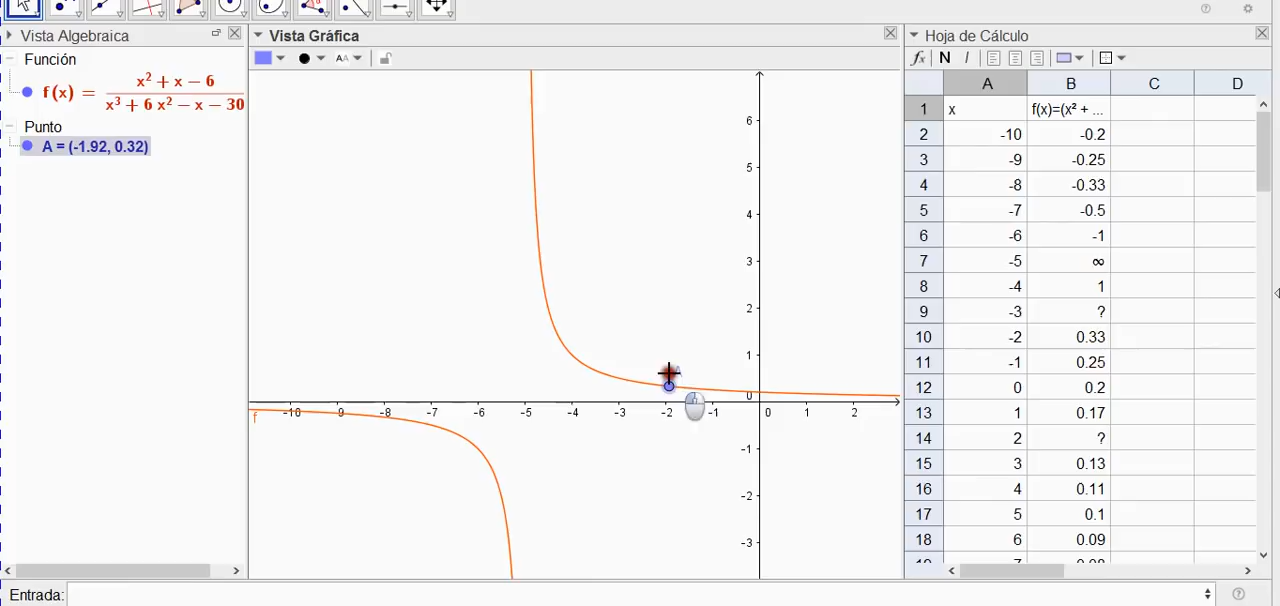 Vista Algebraica
Función
f(x) = x² + x − 6 / x³ + 6 x² − x − 30
Punto
A = (-1.92, 0.32)
Vista Gráfica
AA
6
5
4
3
2
1
0
-10 -9 -8 -7 -6 -5 -4 -3 -2 -1 0 1 2
-1
-2
-3
f
A
Hoja de Cálculo
fx N I
A B C D
1 x f(x)=(x² + ...
2 -10 -0.2
3 -9 -0.25
4 -8 -0.33
5 -7 -0.5
6 -6 -1
7 -5 ∞
8 -4 1
9 -3 ?
10 -2 0.33
11 -1 0.25
12 0 0.2
13 1 0.17
14 2 ?
15 3 0.13
16 4 0.11
17 5 0.1
18 6 0.09
Entrada: